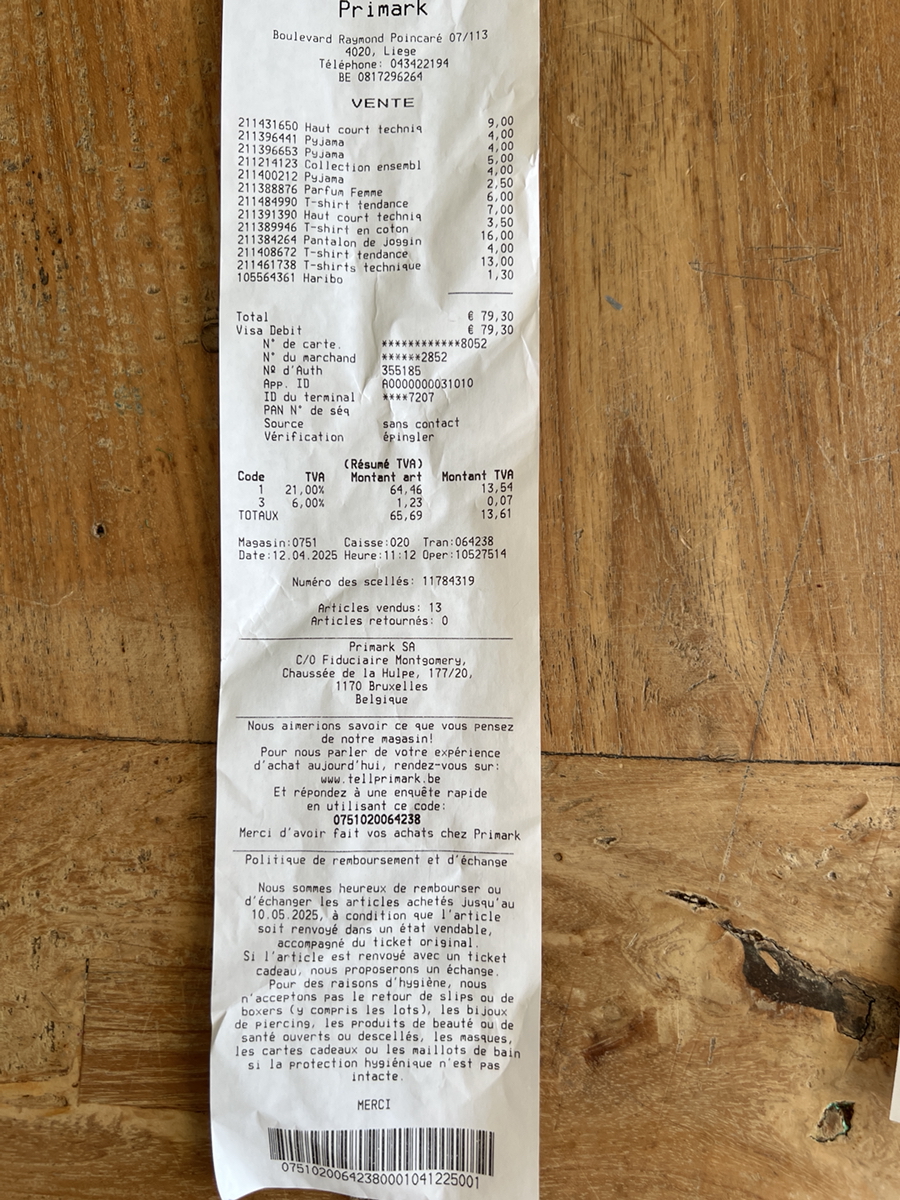 Primark
Boulevard Raymond Poincaré 07/113
4020, Liege
Téléphone: 043422194
BE 0817296264
VENTE
211431650 Haut court techniq 9,00
211396441 Pyjama 4,00
211396653 Pyjama 4,00
211214123 Collection ensembl 5,00
211400212 Pyjama 4,00
211388876 Parfum Femme 2,50
211484990 T-shirt tendance 6,00
211391390 Haut court techniq 7,00
211389946 T-shirt en coton 3,50
211384264 Pantalon de joggin 16,00
211408672 T-shirt tendance 4,00
211461738 T-shirts technique 13,00
105564361 Haribo 1,30
Total € 79,30
Visa Debit € 79,30
N° de carte. ************8052
N° du marchand ******2852
Nº d'Auth 355185
App. ID A0000000031010
ID du terminal ****7207
PAN N° de séq
Source sans contact
Vérification épingler
(Résumé TVA)
Code TVA Montant art Montant TVA
1 21,00% 64,46 13,54
3 6,00% 1,23 0,07
TOTAUX 65,69 13,61
Magasin:0751 Caisse:020 Tran:064238
Date:12.04.2025 Heure:11:12 Oper:10527514
Numéro des scellés: 11784319
Articles vendus: 13
Articles retournés: 0
Primark SA
C/O Fiduciaire Montgomery,
Chaussée de la Hulpe, 177/20,
1170 Bruxelles
Belgique
Nous aimerions savoir ce que vous pensez
de notre magasin!
Pour nous parler de votre expérience
d'achat aujourd'hui, rendez-vous sur:
www.tellprimark.be
Et répondez à une enquête rapide
en utilisant ce code:
0751020064238
Merci d'avoir fait vos achats chez Primark
Politique de remboursement et d'échange
Nous sommes heureux de rembourser ou
d'échanger les articles achetés jusqu'au
10.05.2025, à condition que l'article
soit renvoyé dans un état vendable,
accompagné du ticket original.
Si l'article est renvoyé avec un ticket
cadeau, nous proposerons un échange.
Pour des raisons d'hygiène, nous
n'acceptons pas le retour de slips ou de
boxers (y compris les lots), les bijoux
de piercing, les produits de beauté ou de
santé ouverts ou descellés, les masques,
les cartes cadeaux ou les maillots de bain
si la protection hygiénique n'est pas
intacte.
MERCI
07510200642380001041225001